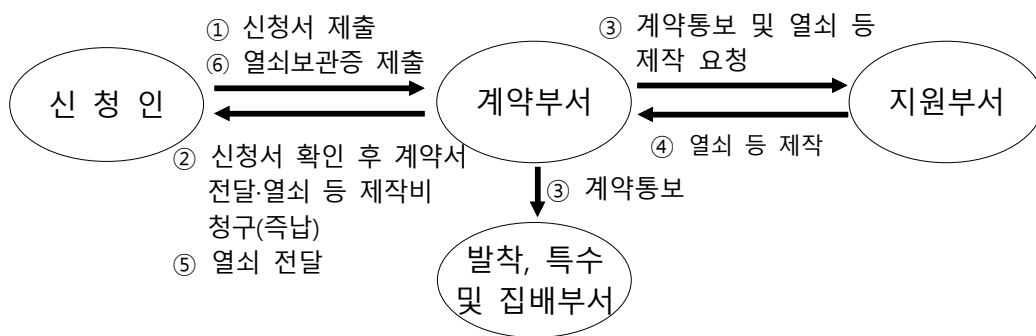 ① 신청서 제출
⑥ 열쇠보관증 제출
③ 계약통보 및 열쇠 등
제작 요청
신 청 인
계약부서
지원부서
② 신청서 확인 후 계약서
전달·열쇠 등 제작비
청구(즉납)
⑤ 열쇠 전달
④ 열쇠 등 제작
③ 계약통보
발착, 특수
및 집배부서